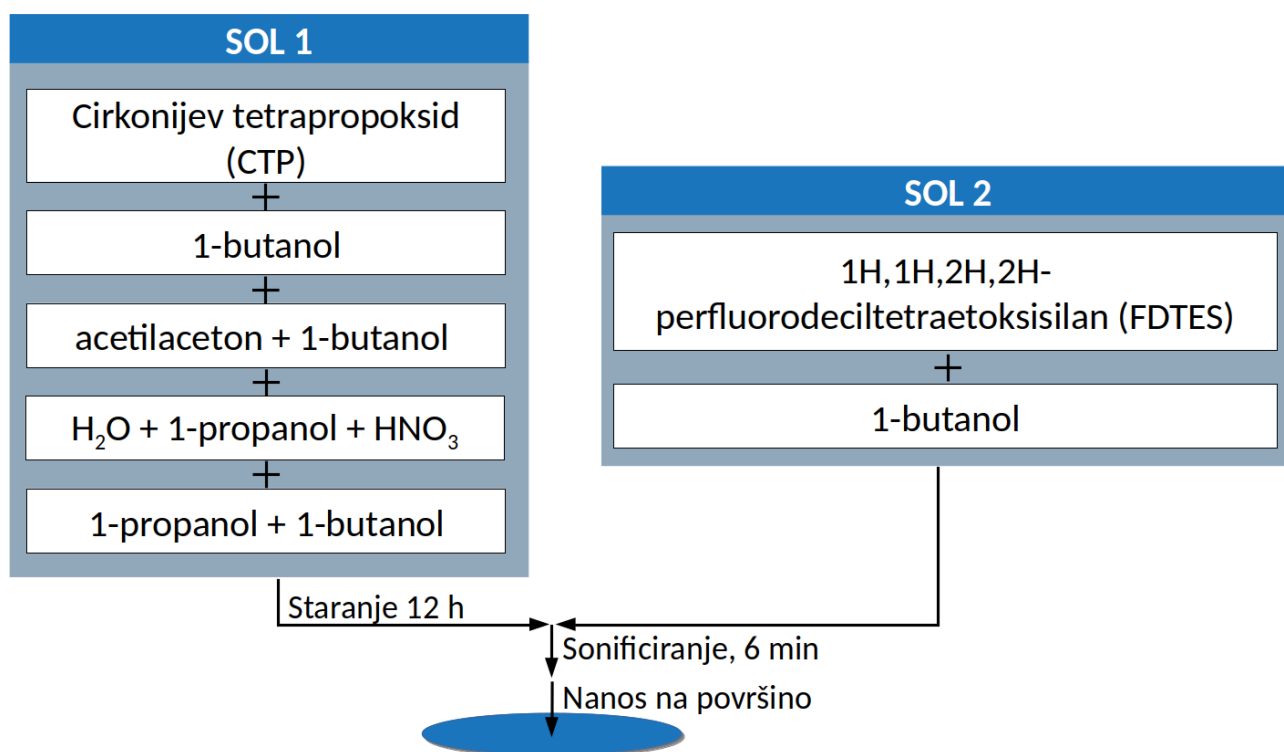 SOL 1
Cirkonijev tetrapropoksid
(CTP)
+
1-butanol
+
acetilaceton + 1-butanol
+
H₂O + 1-propanol + HNO₃
+
1-propanol + 1-butanol
SOL 2
1H,1H,2H,2H-
perfluorodeciltetraetoksisilan (FDTES)
+
1-butanol
Staranje 12 h
Sonificiranje, 6 min
Nanos na površino